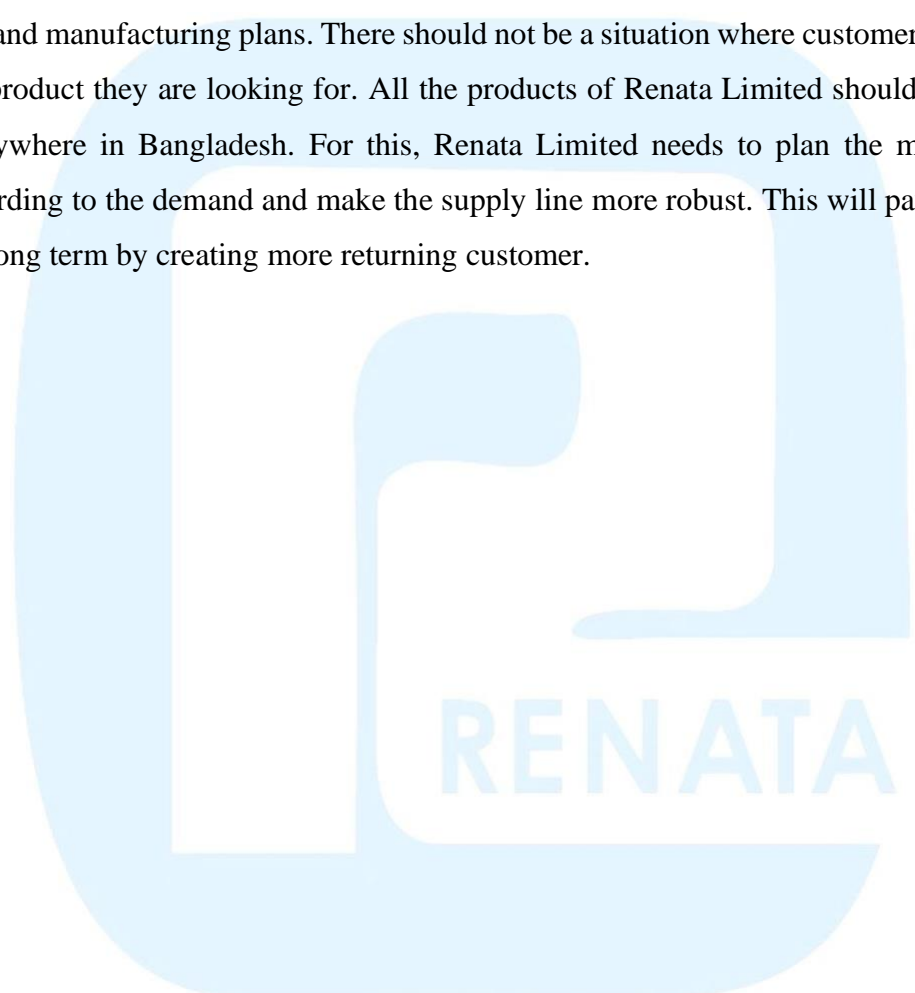 and manufacturing plans. There should not be a situation where customer
product they are looking for. All the products of Renata Limited should
ywhere in Bangladesh. For this, Renata Limited needs to plan the m
rding to the demand and make the supply line more robust. This will pa
ong term by creating more returning customer.
RENATA